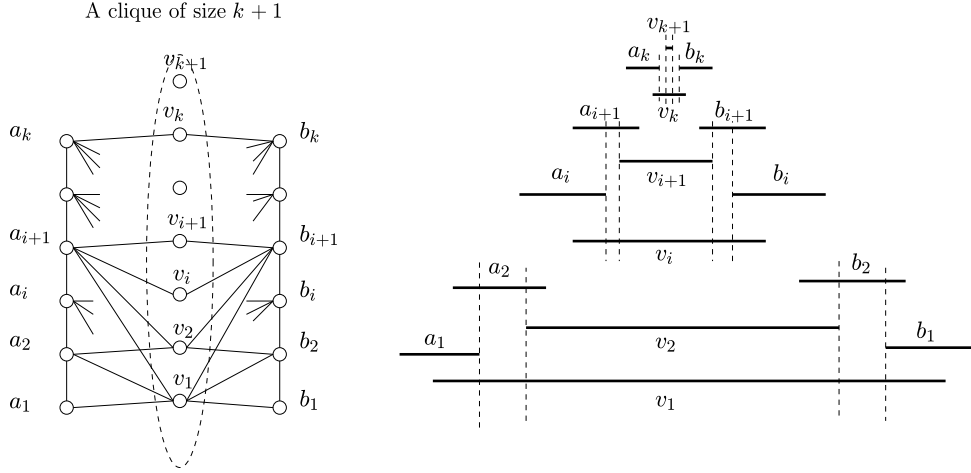 A clique of size k + 1
v_{k+1}
a_k v_k b_k
v_{i+1}
a_{i+1} b_{i+1}
v_i
a_i b_i
v_2
a_2 b_2
v_1
a_1 b_1
v_{k+1}
a_k b_k
v_k
a_{i+1} b_{i+1}
a_i v_{i+1} b_i
v_i
a_2 b_2
a_1 v_2 b_1
v_1